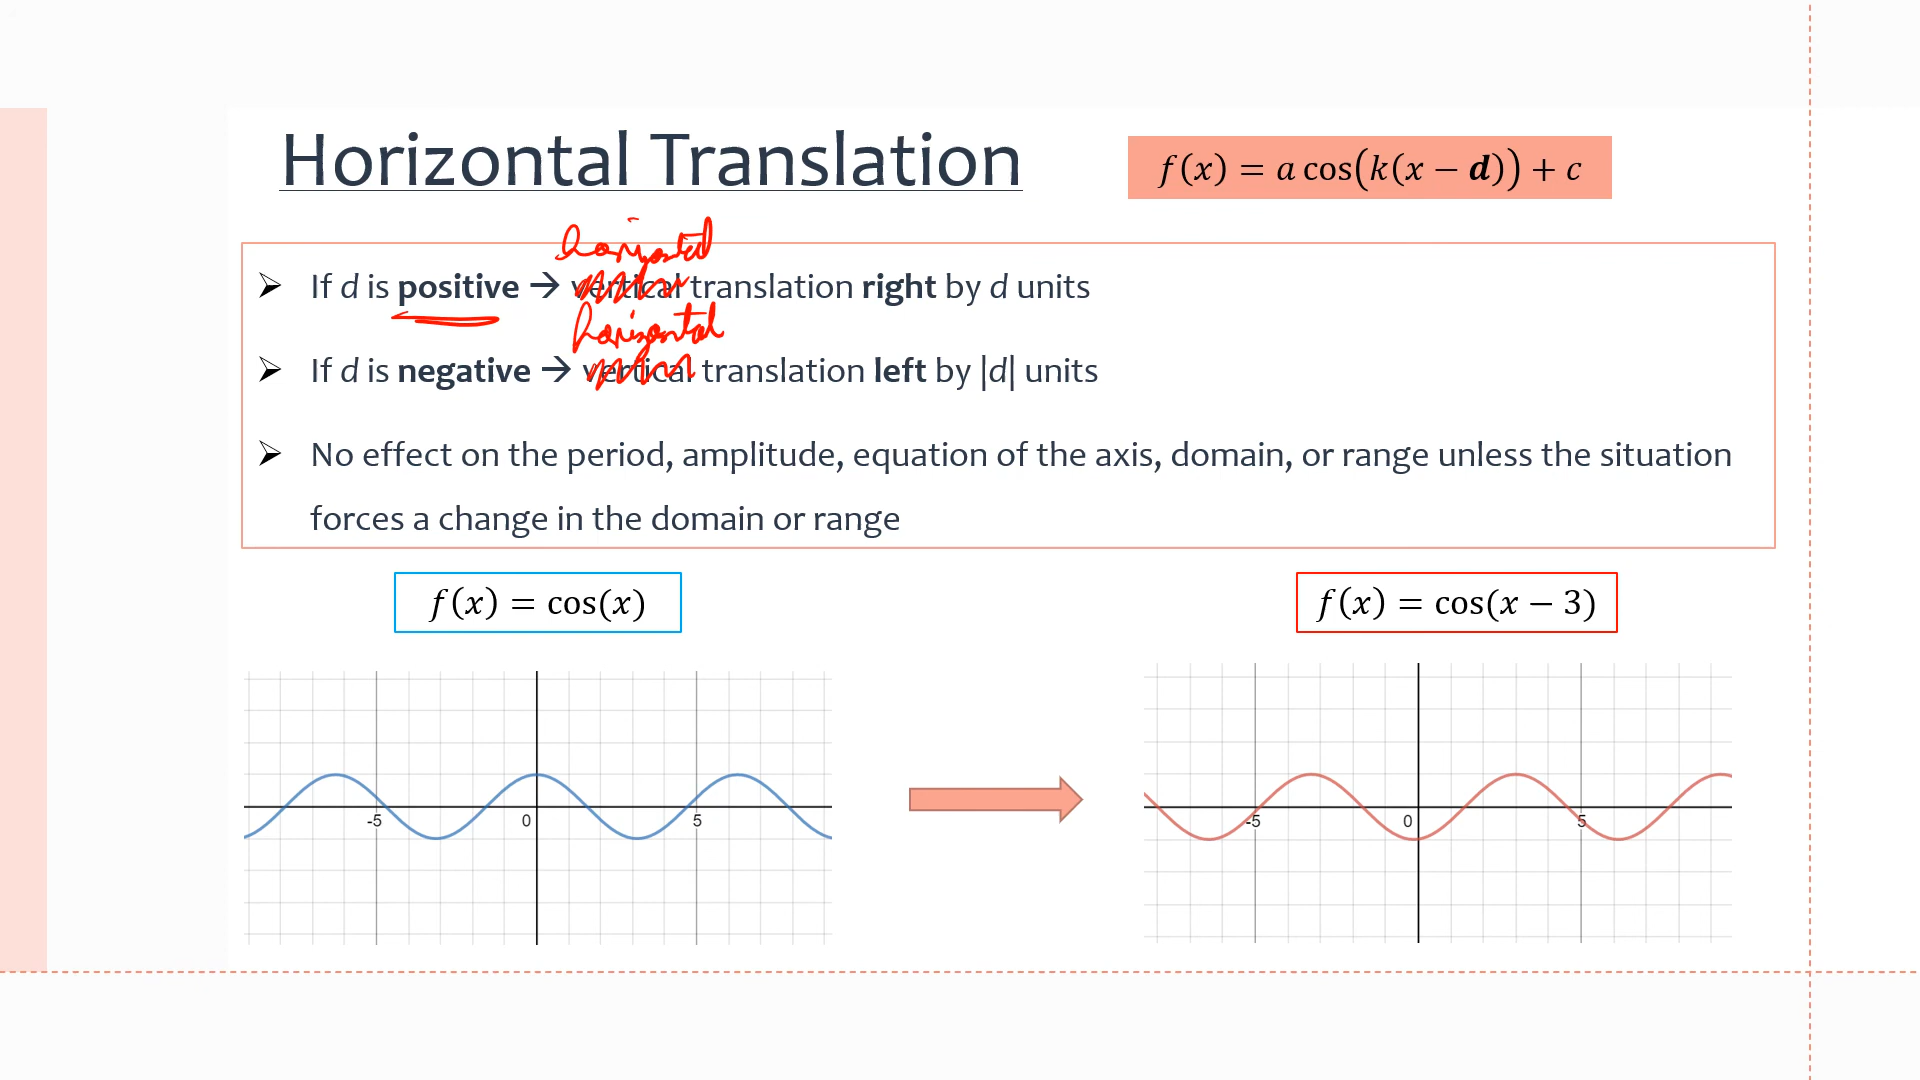 Horizontal Translation
f(x) = a cos(k(x − d)) + c
horizontal
➢ If d is positive → vertical translation right by d units
horizontal
➢ If d is negative → vertical translation left by |d| units
➢ No effect on the period, amplitude, equation of the axis, domain, or range unless the situation
forces a change in the domain or range
f(x) = cos(x)
f(x) = cos(x − 3)
-5 0 5
-5 0 5